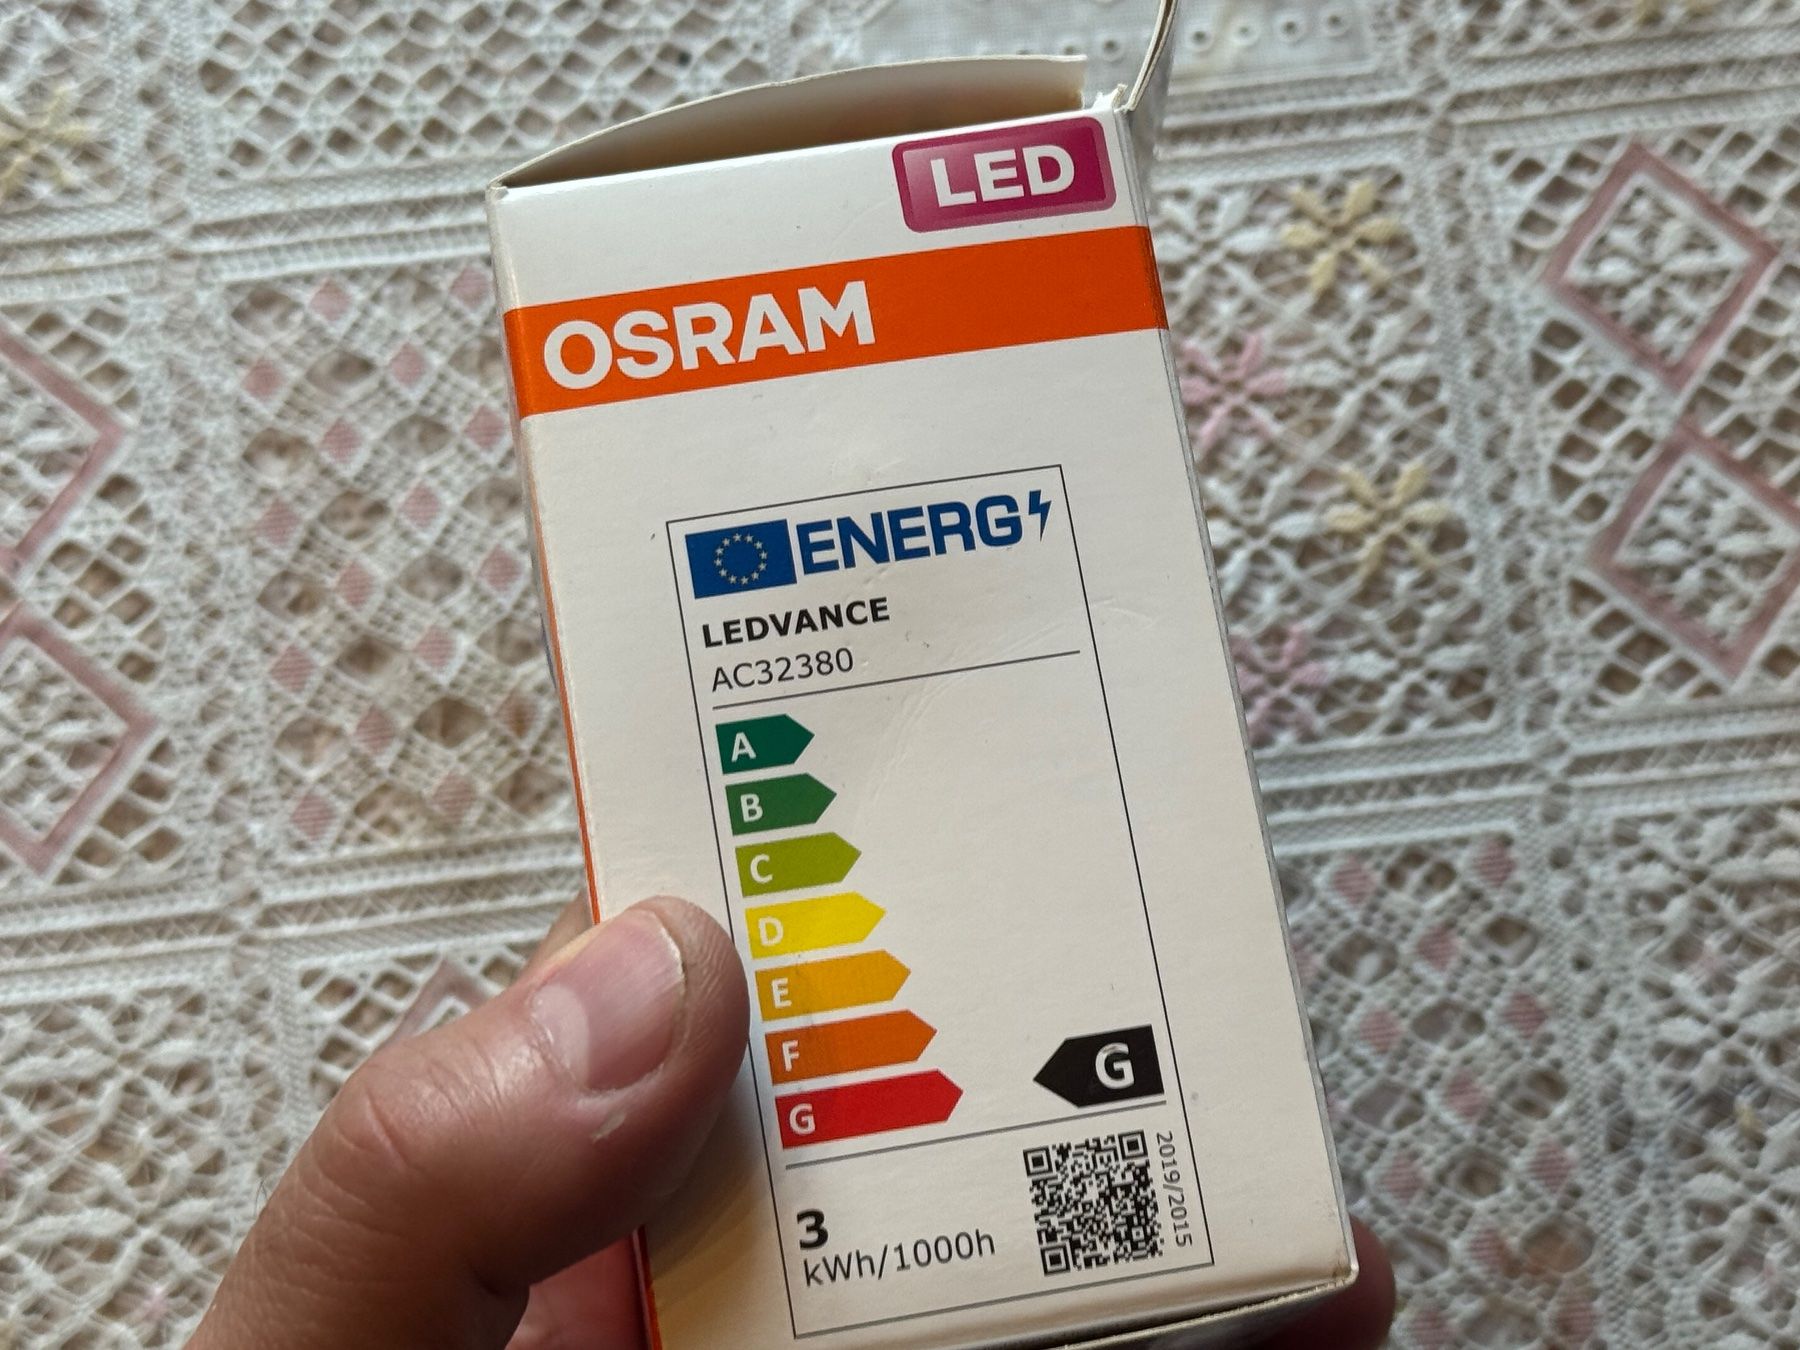 LED
OSRAM
ENERG
LEDVANCE
AC32380
A
B
C
D
E
F
G
G
3
kWh/1000h
2019/2015